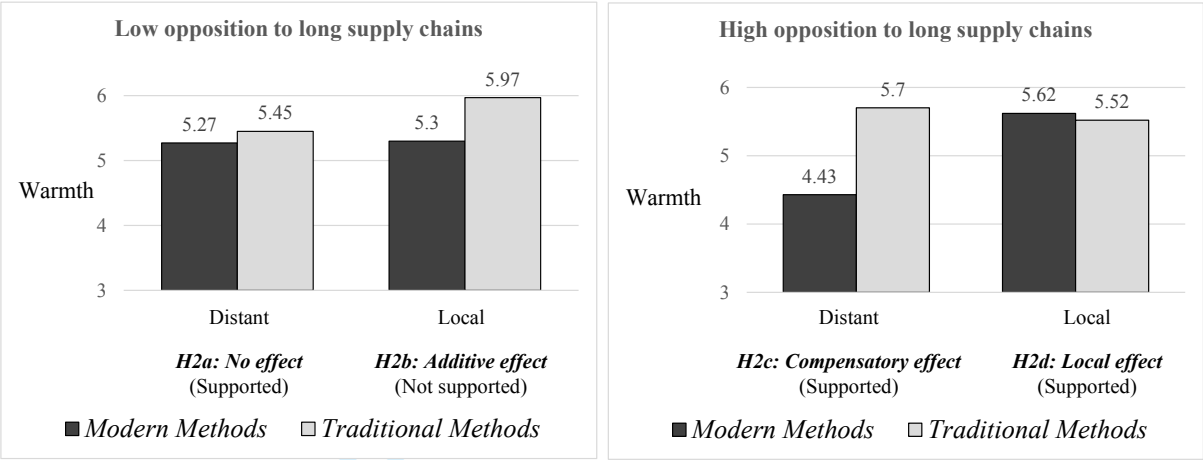 Low opposition to long supply chains
6
5
4
3
Warmth
5.27
5.45
5.3
5.97
Distant
Local
H2a: No effect
(Supported)
H2b: Additive effect
(Not supported)
Modern Methods
Traditional Methods
High opposition to long supply chains
6
5
4
3
Warmth
4.43
5.7
5.62
5.52
Distant
Local
H2c: Compensatory effect
(Supported)
H2d: Local effect
(Supported)
Modern Methods
Traditional Methods